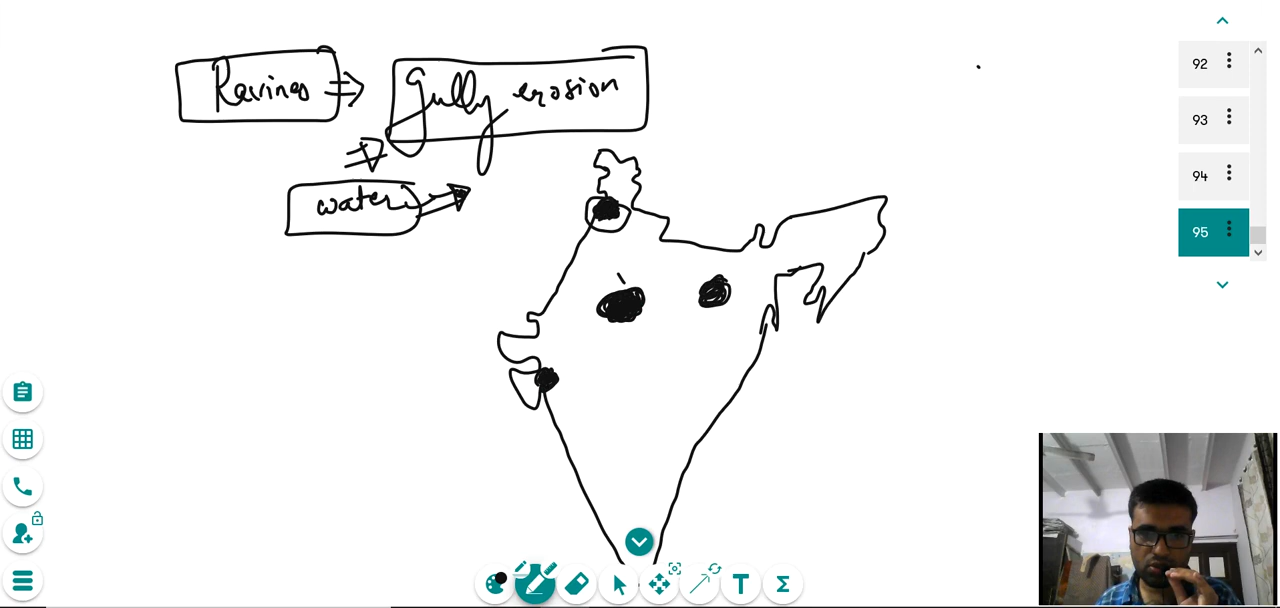 Ravines ⇒ Gully erosion
water
92
93
94
95
T Σ